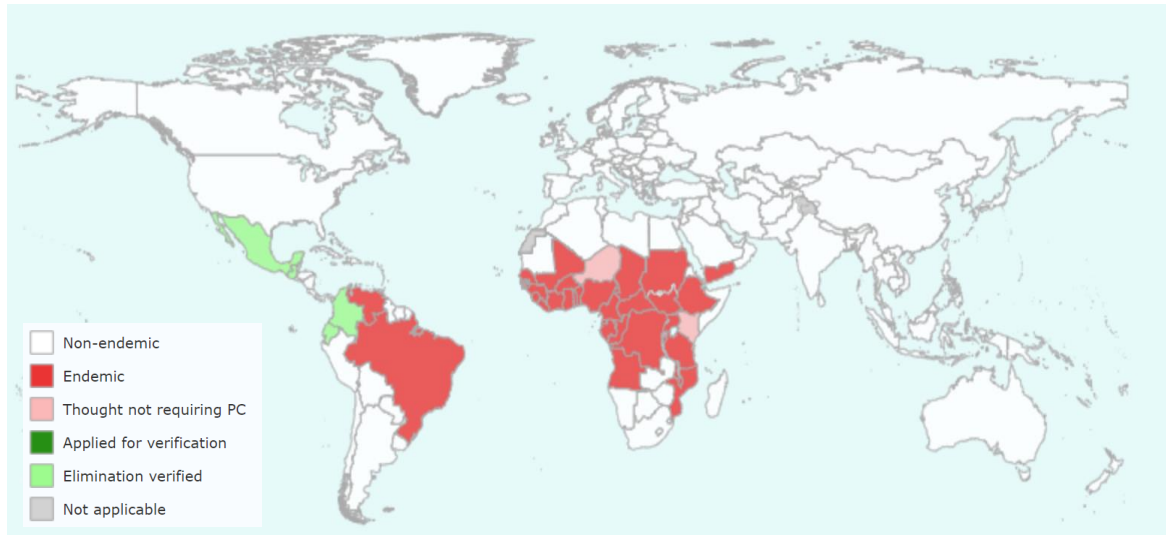 Non-endemic
Endemic
Thought not requiring PC
Applied for verification
Elimination verified
Not applicable